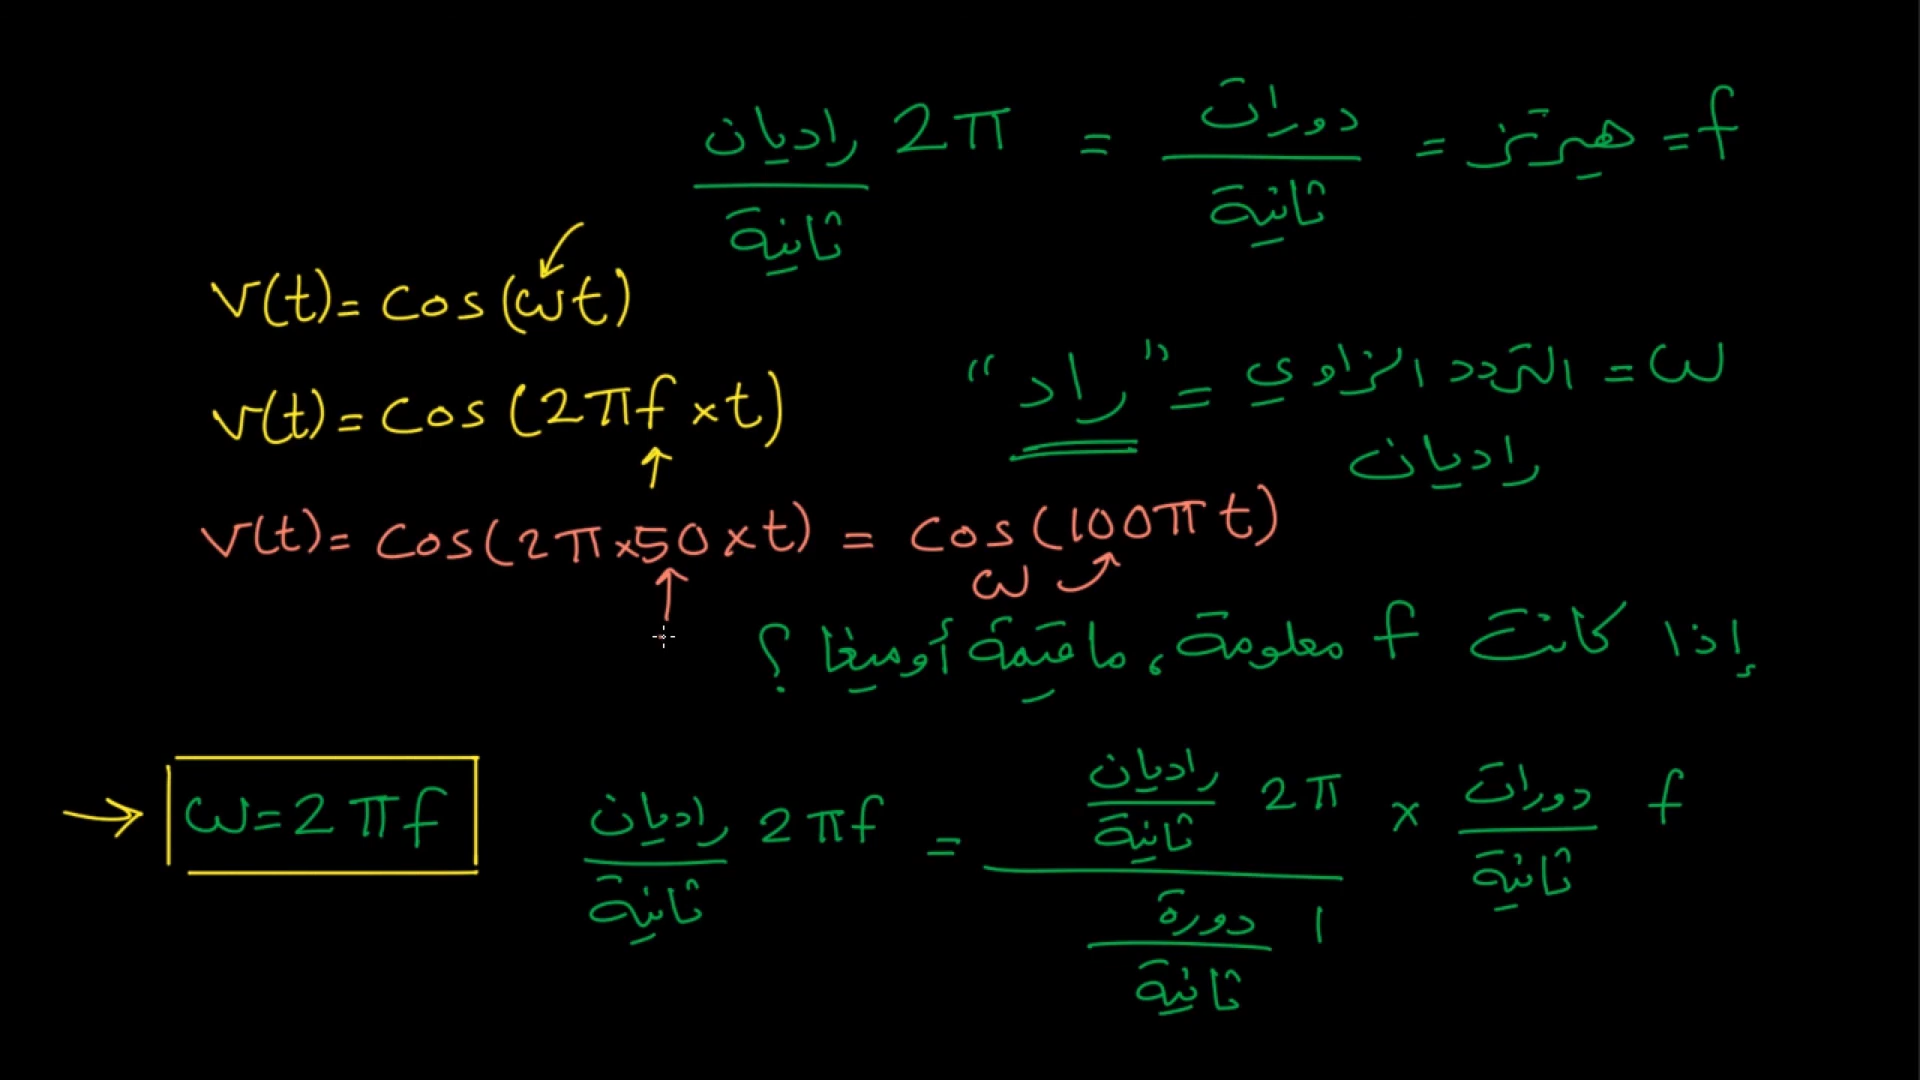 f = هيرتز = دورات / ثانية = 2π راديان / ثانية
v(t) = cos(ωt)
ω = التردد الزاوي = "راد"
راديان
v(t) = cos(2πf × t)
v(t) = cos(2π×50×t) = cos(100πt)
ω
إذا كانت f معلومة، ما قيمة أوميغا؟
f دورات / ثانية × 2π راديان / ثانية / 1 دورة / ثانية = 2πf راديان / ثانية
ω=2πf